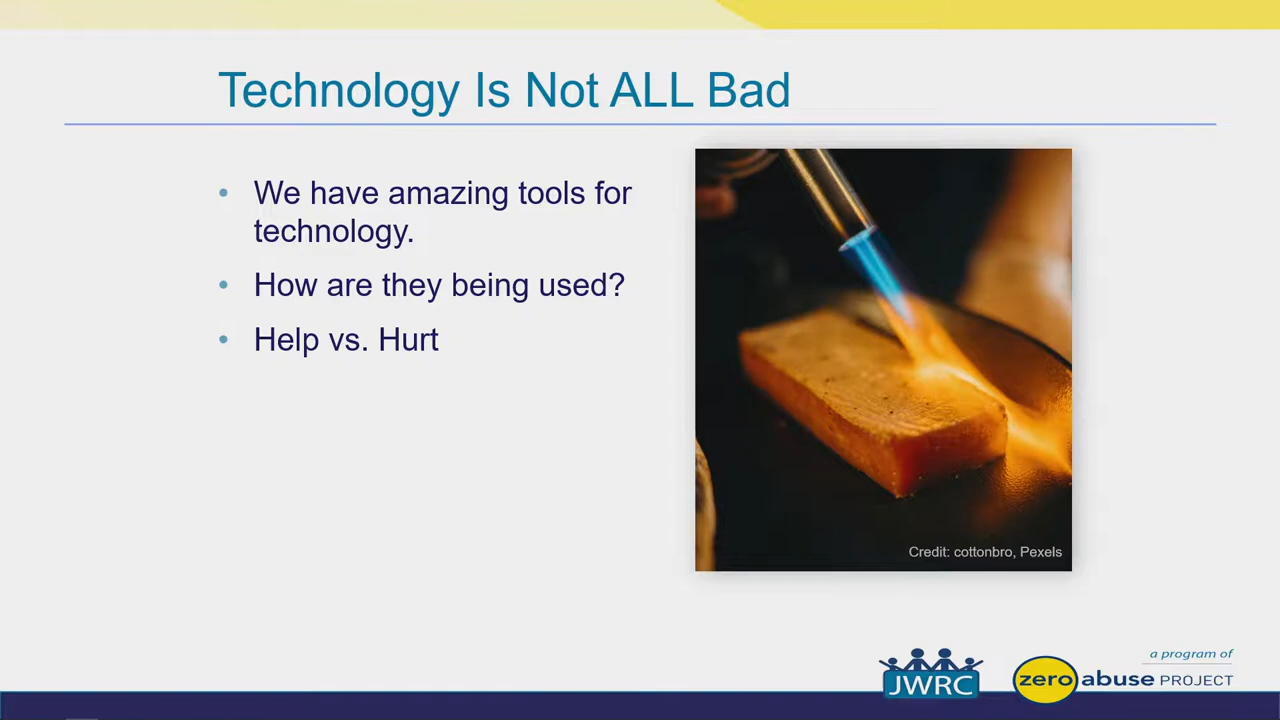 Technology Is Not ALL Bad
• We have amazing tools for
technology.
• How are they being used?
• Help vs. Hurt
Credit: cottonbro, Pexels
JWRC
a program of
zero abuse PROJECT